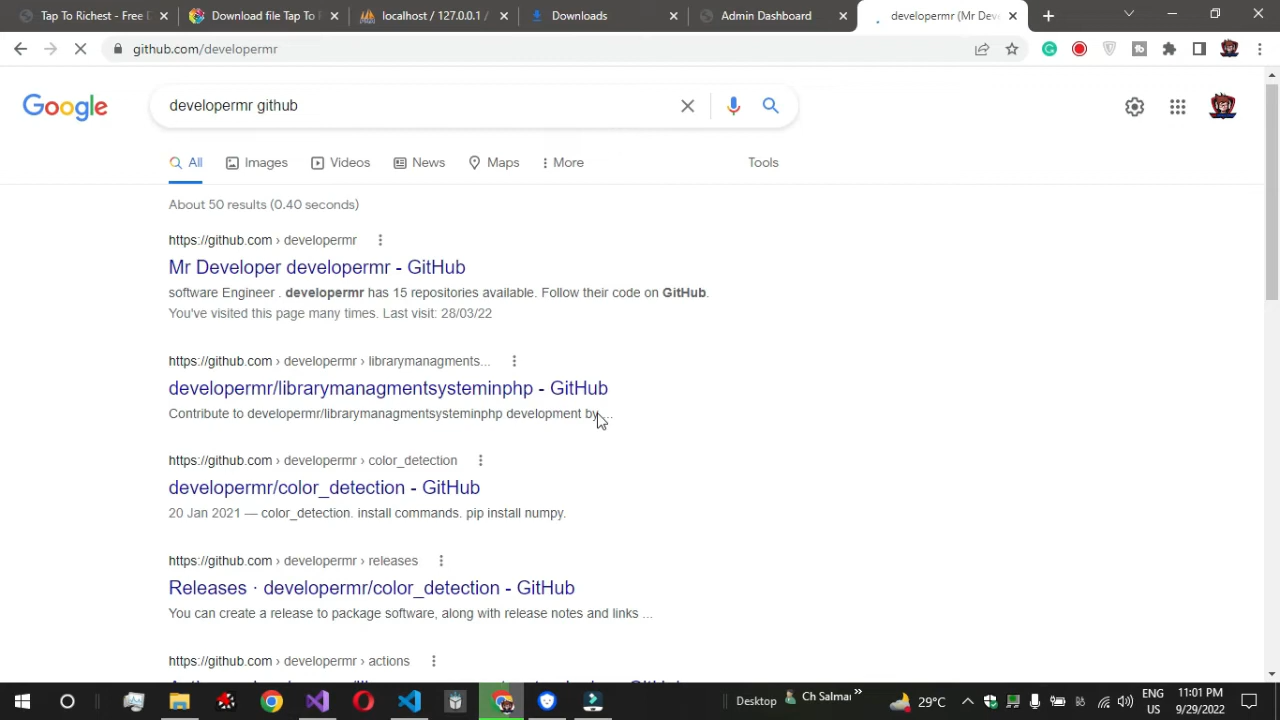 Tap To Richest - Free D
Download file Tap To R
localhost / 127.0.0.1 /
Downloads
Admin Dashboard
developermr (Mr Dev
github.com/developermr
Google
developermr github
All
Images
Videos
News
Maps
More
Tools
About 50 results (0.40 seconds)
https://github.com › developermr
Mr Developer developermr - GitHub
software Engineer . developermr has 15 repositories available. Follow their code on GitHub.
You've visited this page many times. Last visit: 28/03/22
https://github.com › developermr › librarymanagments...
developermr/librarymanagmentsysteminphp - GitHub
Contribute to developermr/librarymanagmentsysteminphp development by ...
https://github.com › developermr › color_detection
developermr/color_detection - GitHub
20 Jan 2021 — color_detection. install commands. pip install numpy.
https://github.com › developermr › releases
Releases · developermr/color_detection - GitHub
You can create a release to package software, along with release notes and links ...
https://github.com › developermr › actions
Desktop
Ch Salmar
29°C
ENG
US
11:01 PM
9/29/2022